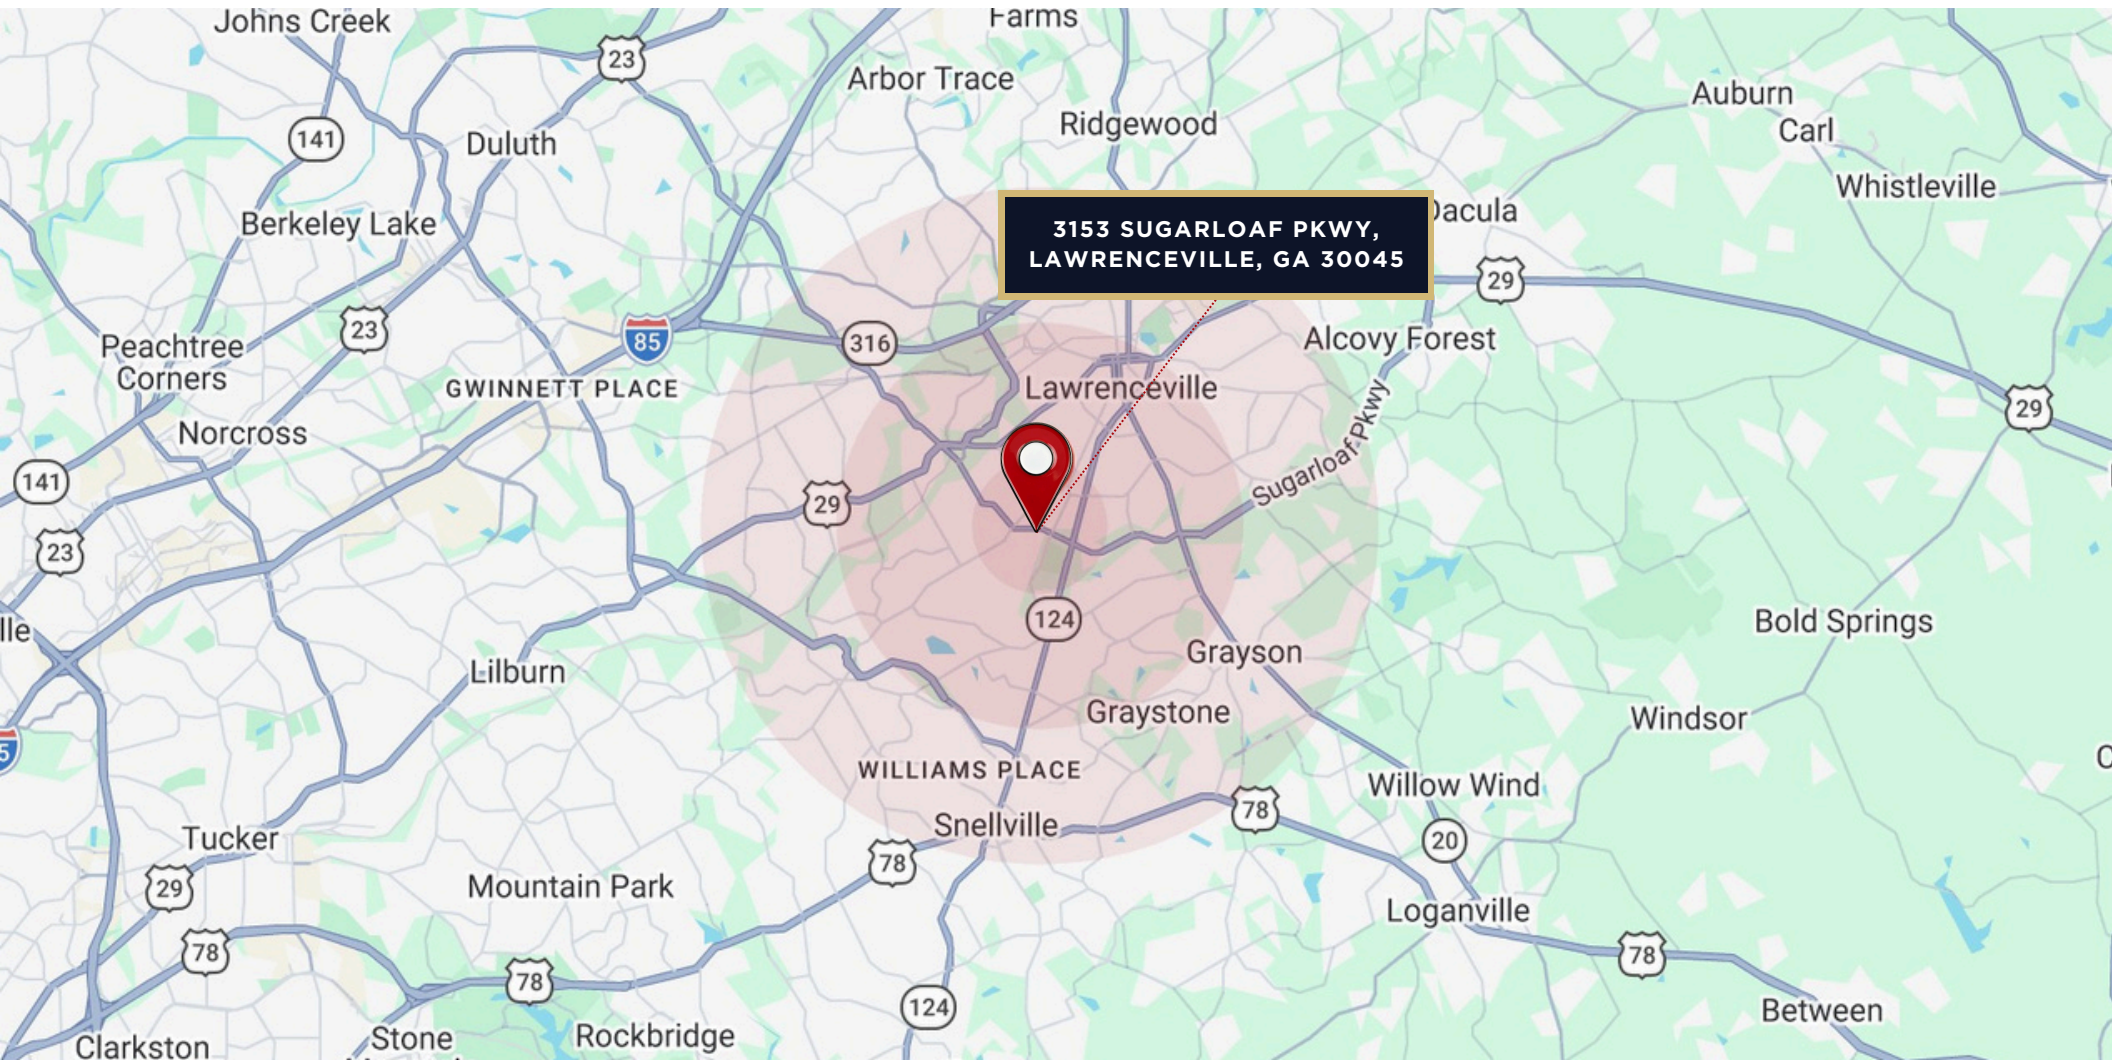 Johns Creek
Farms
23
Arbor Trace
Auburn
Ridgewood
Carl
141
Duluth
Whistleville
Dacula
Berkeley Lake
3153 SUGARLOAF PKWY,
LAWRENCEVILLE, GA 30045
29
23
85
316
Alcovy Forest
Peachtree
Corners
GWINNETT PLACE
Lawrenceville
29
Norcross
Sugarloaf Pkwy
141
29
23
124
Bold Springs
lle
Grayson
Lilburn
Graystone
Windsor
5
WILLIAMS PLACE
C
Willow Wind
78
Snellville
Tucker
20
78
29
Mountain Park
Loganville
78
78
78
124
Between
Stone
Rockbridge
Clarkston